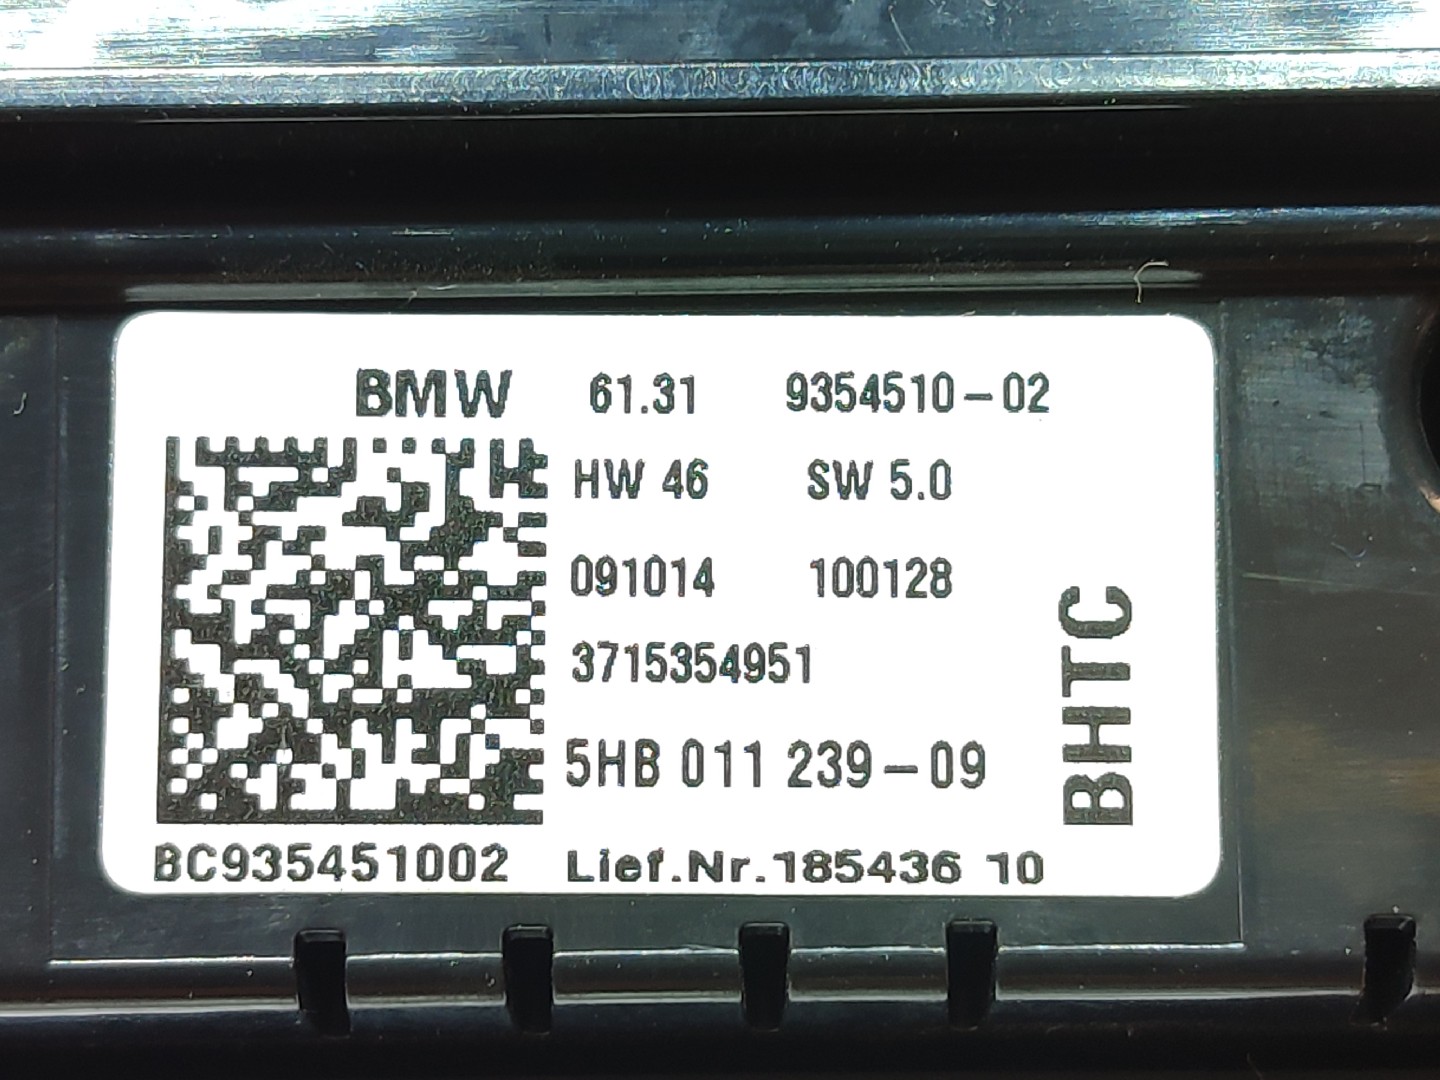 BMW 61.31 9354510-02
HW 46 SW 5.0
091014 100128
3715354951
5HB 011 239-09
BC935451002 Lief.Nr.185436 10
BHTC